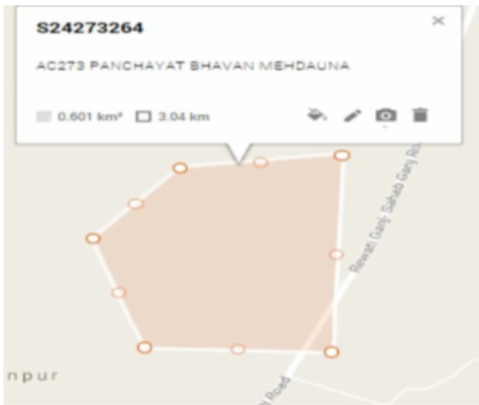 S24273264
AC273 PANCHAYAT BHAVAN MEHDAUNA
0.601 km² 3.04 km
Rewati Ganj- Sahab Ganj Ro
npur
Road